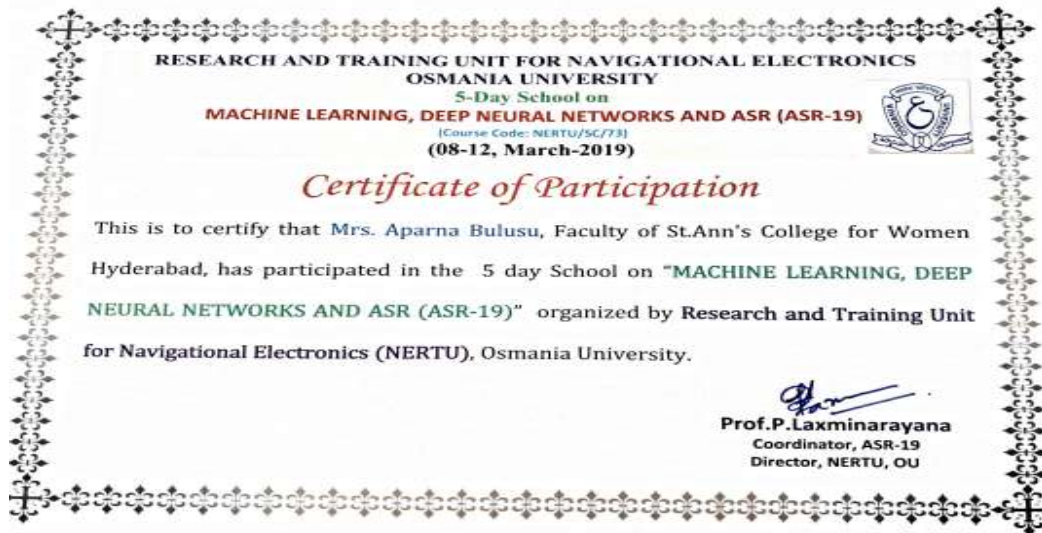 RESEARCH AND TRAINING UNIT FOR NAVIGATIONAL ELECTRONICS
OSMANIA UNIVERSITY
5-Day School on
MACHINE LEARNING, DEEP NEURAL NETWORKS AND ASR (ASR-19)
(Course Code: NERTU/SC/73)
(08-12, March-2019)
Certificate of Participation
This is to certify that Mrs. Aparna Bulusu, Faculty of St.Ann's College for Women
Hyderabad, has participated in the 5 day School on "MACHINE LEARNING, DEEP
NEURAL NETWORKS AND ASR (ASR-19)" organized by Research and Training Unit
for Navigational Electronics (NERTU), Osmania University.
Prof.P.Laxminarayana
Coordinator, ASR-19
Director, NERTU, OU